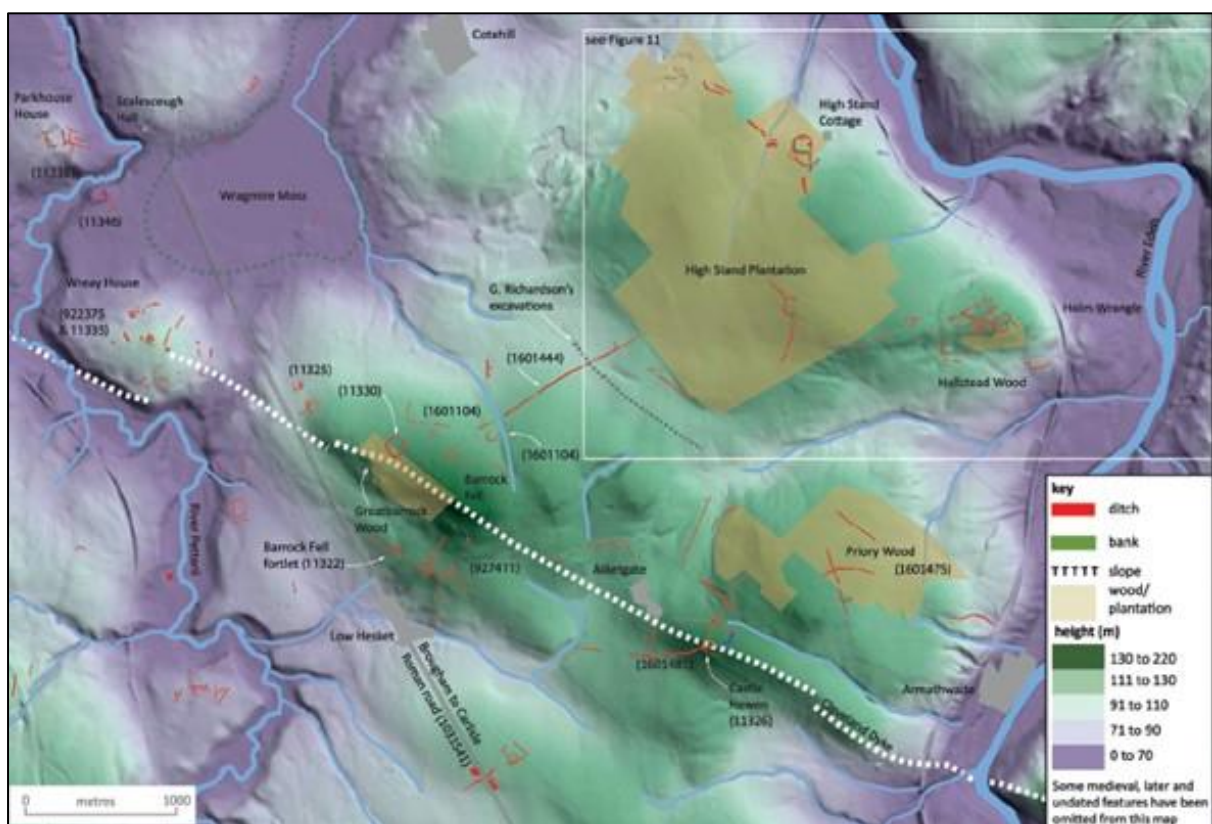 Cotehill
see Figure 11
Parkhouse
House
Scalesceugh
Hall
High Stand
Cottage
(11346)
Wragmire Moss
River Eden
High Stand Plantation
G. Richardson's
excavations
Wreay House
(922375
& 11335)
Holm Wrangle
(1601444)
(11325)
(11330)
Hallstead Wood
(1601104)
(1601104)
Barrock
Fell
Greatbarrock
Wood
River Petteril
Barrock Fell
fortlet (11322)
(927411)
Aiketgate
Priory Wood
(1601475)
Low Hesket
Brougham to Carlisle
Roman road (1031541)
Castle
Hewen
(11326)
Armathwaite
Dyke
key
ditch
bank
slope
wood/
plantation
height (m)
130 to 220
111 to 130
91 to 110
71 to 90
0 to 70
Some medieval, later and
undated features have been
omitted from this map
0 metres 1000